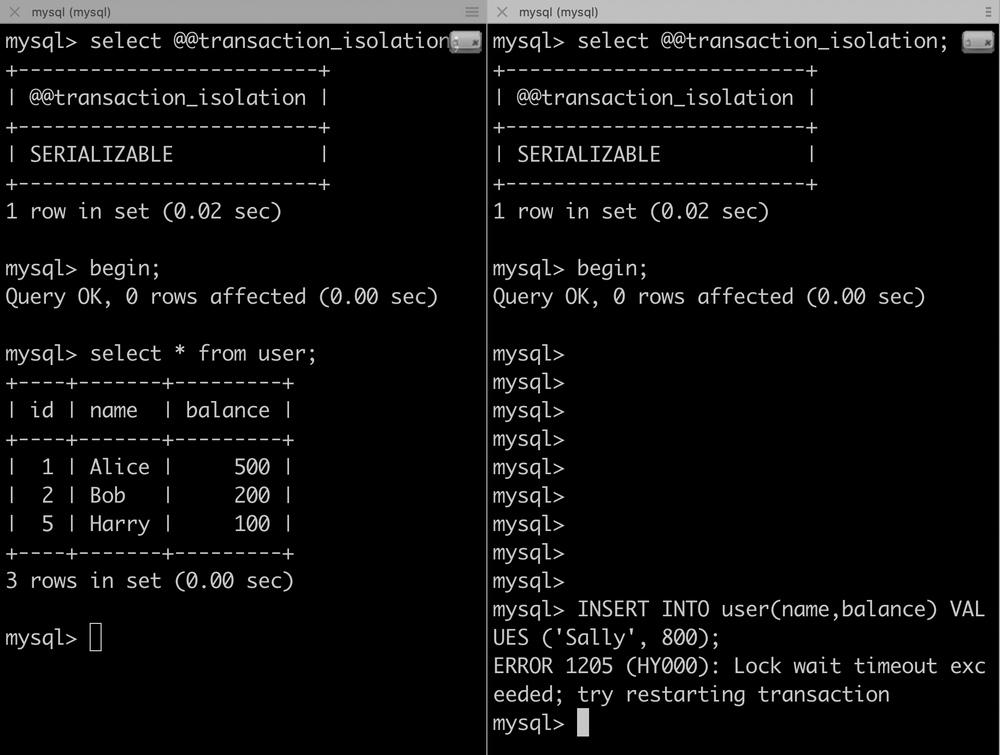 mysql (mysql)
mysql> select @@transaction_isolation;
+-------------------------+
| @@transaction_isolation |
+-------------------------+
| SERIALIZABLE            |
+-------------------------+
1 row in set (0.02 sec)
mysql> begin;
Query OK, 0 rows affected (0.00 sec)
mysql> select * from user;
+----+-------+---------+
| id | name  | balance |
+----+-------+---------+
|  1 | Alice |     500 |
|  2 | Bob   |     200 |
|  5 | Harry |     100 |
+----+-------+---------+
3 rows in set (0.00 sec)
mysql>
mysql (mysql)
mysql> select @@transaction_isolation;
+-------------------------+
| @@transaction_isolation |
+-------------------------+
| SERIALIZABLE            |
+-------------------------+
1 row in set (0.02 sec)
mysql> begin;
Query OK, 0 rows affected (0.00 sec)
mysql>
mysql>
mysql>
mysql>
mysql>
mysql>
mysql>
mysql>
mysql>
mysql> INSERT INTO user(name,balance) VAL
UES ('Sally', 800);
ERROR 1205 (HY000): Lock wait timeout exc
eeded; try restarting transaction
mysql>